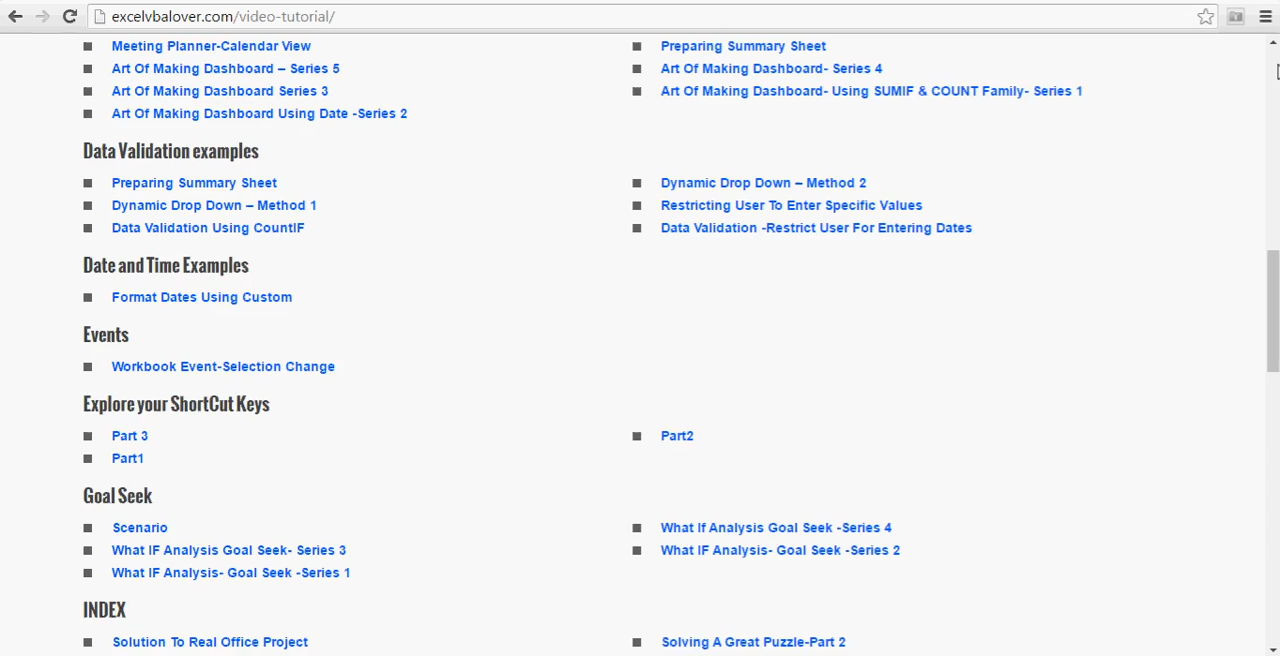 excelvbalover.com/video-tutorial/
Meeting Planner-Calendar View
Preparing Summary Sheet
Art Of Making Dashboard – Series 5
Art Of Making Dashboard- Series 4
Art Of Making Dashboard Series 3
Art Of Making Dashboard- Using SUMIF & COUNT Family- Series 1
Art Of Making Dashboard Using Date -Series 2
Data Validation examples
Preparing Summary Sheet
Dynamic Drop Down – Method 2
Dynamic Drop Down – Method 1
Restricting User To Enter Specific Values
Data Validation Using CountIF
Data Validation -Restrict User For Entering Dates
Date and Time Examples
Format Dates Using Custom
Events
Workbook Event-Selection Change
Explore your ShortCut Keys
Part 3
Part2
Part1
Goal Seek
Scenario
What If Analysis Goal Seek -Series 4
What IF Analysis Goal Seek- Series 3
What IF Analysis- Goal Seek -Series 2
What IF Analysis- Goal Seek -Series 1
INDEX
Solution To Real Office Project
Solving A Great Puzzle-Part 2